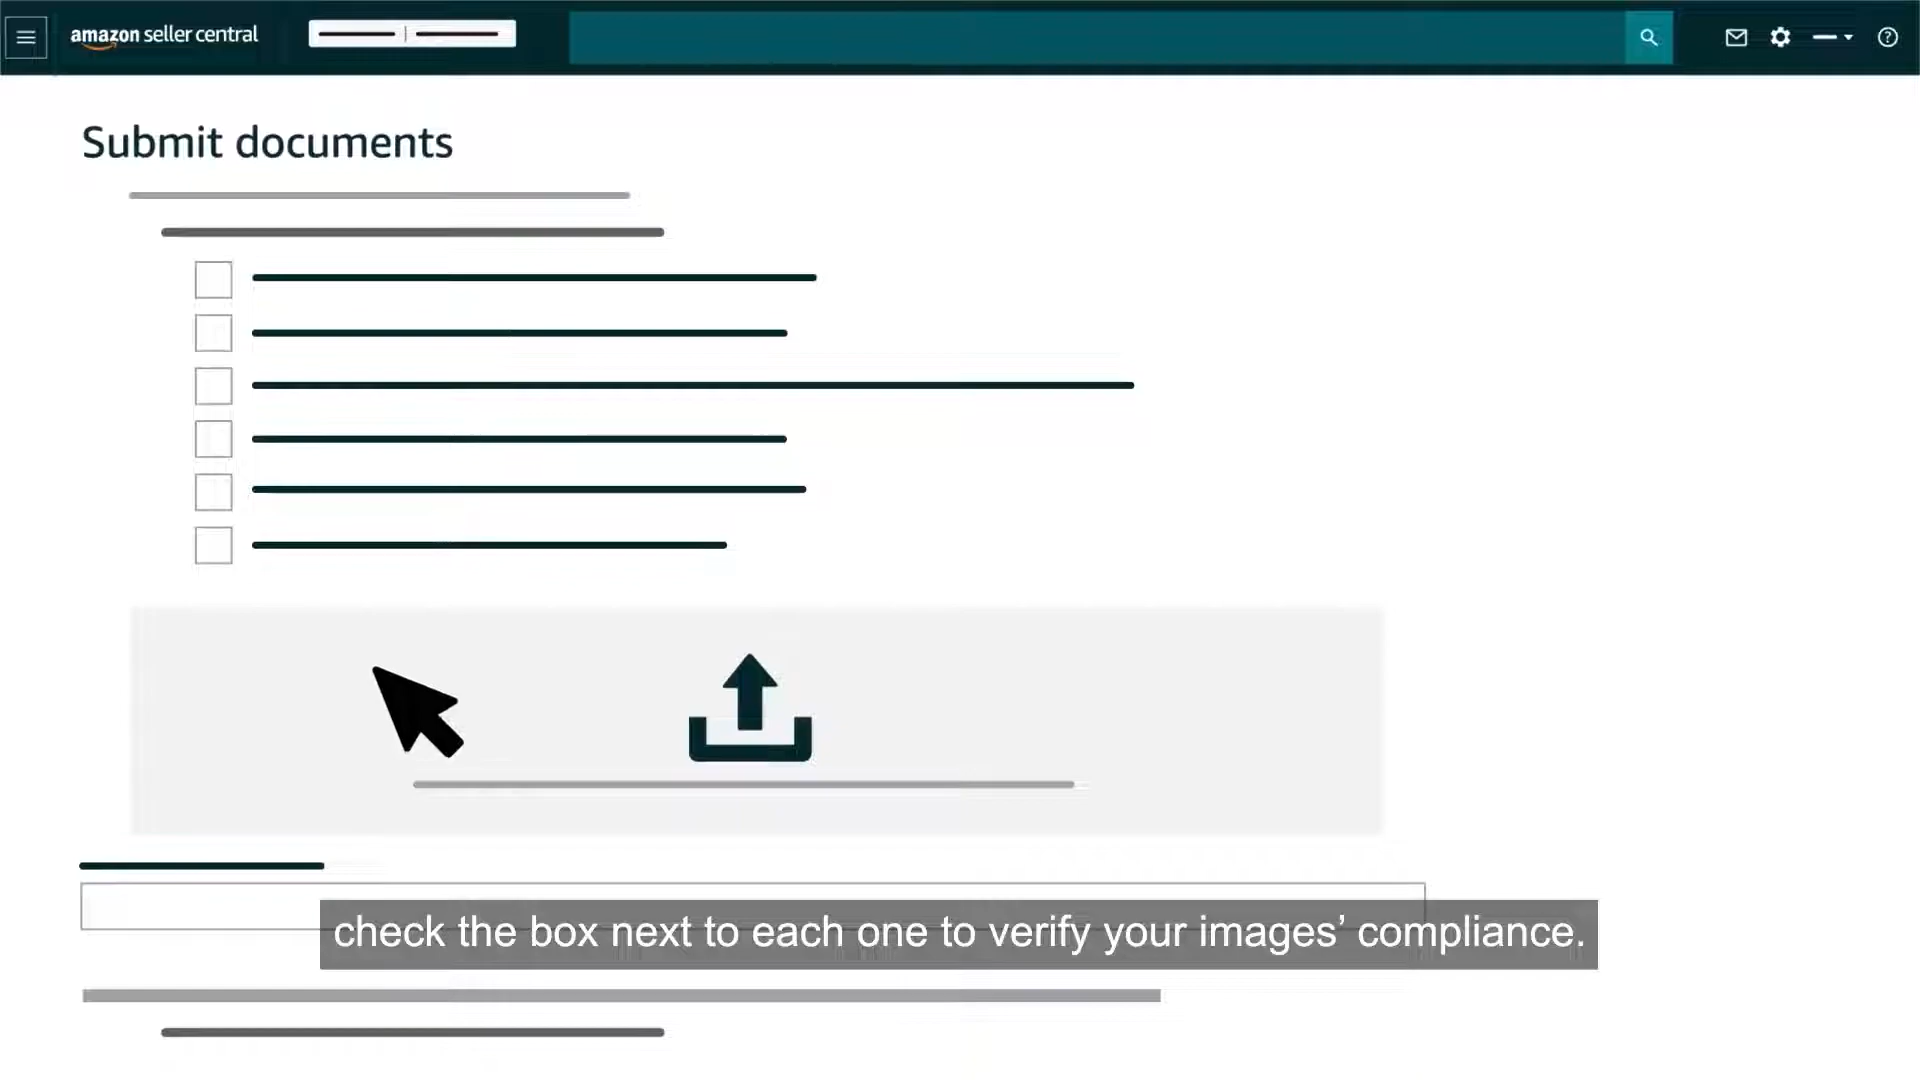 amazon seller central
Submit documents
check the box next to each one to verify your images’ compliance.